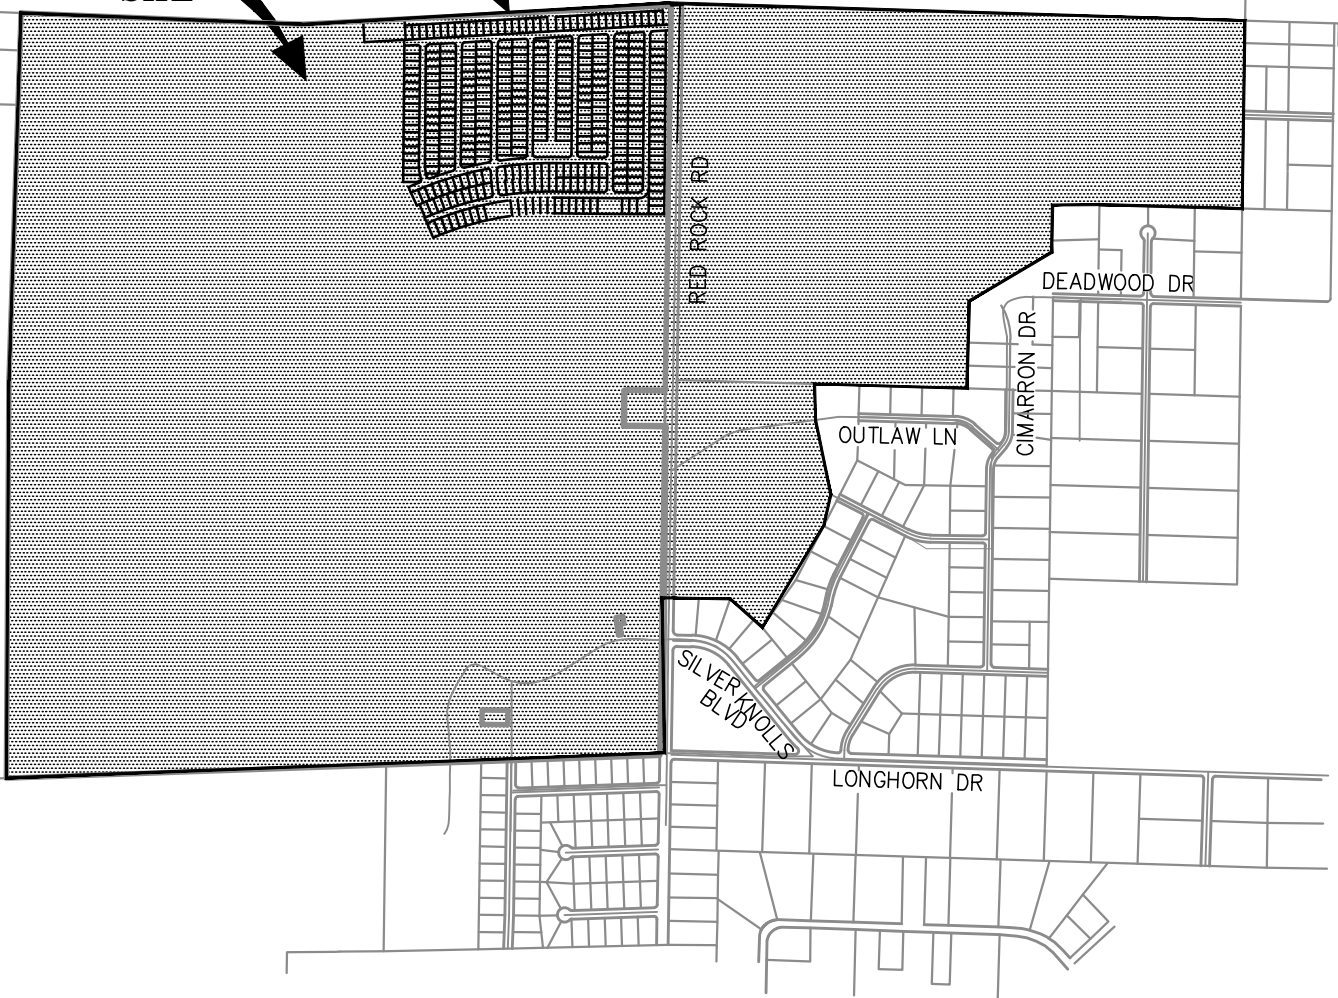 RED ROCK RD
DEADWOOD DR
CIMARRON DR
OUTLAW LN
SILVER KNOLLS
BLVD
LONGHORN DR